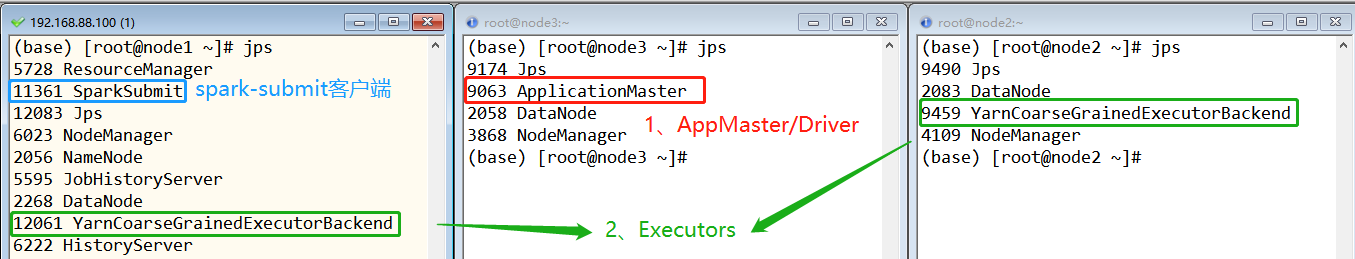 192.168.88.100 (1)
(base) [root@node1 ~]# jps
5728 ResourceManager
11361 SparkSubmit spark-submit客户端
12083 Jps
6023 NodeManager
2056 NameNode
5595 JobHistoryServer
2268 DataNode
12061 YarnCoarseGrainedExecutorBackend
6222 HistoryServer
root@node3:~
(base) [root@node3 ~]# jps
9174 Jps
9063 ApplicationMaster
2058 DataNode
3868 NodeManager
(base) [root@node3 ~]#
1、AppMaster/Driver
2、Executors
root@node2:~
(base) [root@node2 ~]# jps
9490 Jps
2083 DataNode
9459 YarnCoarseGrainedExecutorBackend
4109 NodeManager
(base) [root@node2 ~]#